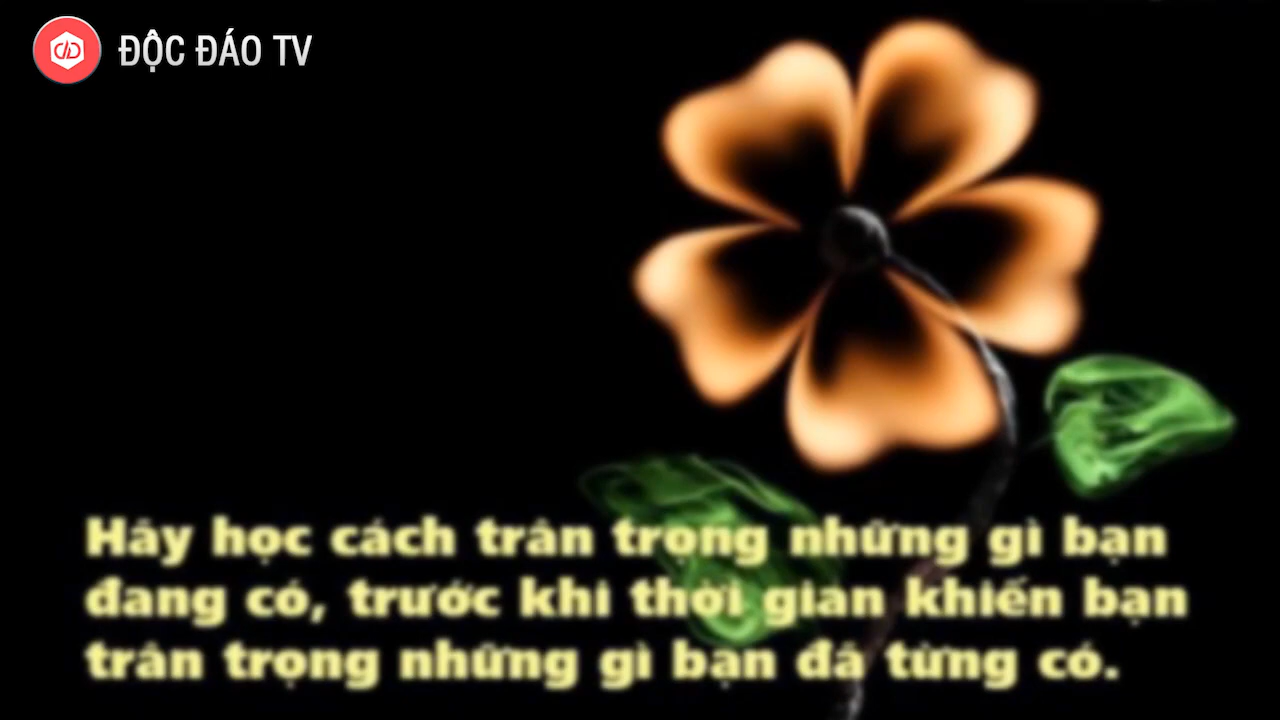 ĐỘC ĐÁO TV
Hãy học cách trân trọng những gì bạn
đang có, trước khi thời gian khiến bạn
trân trọng những gì bạn đã từng có.